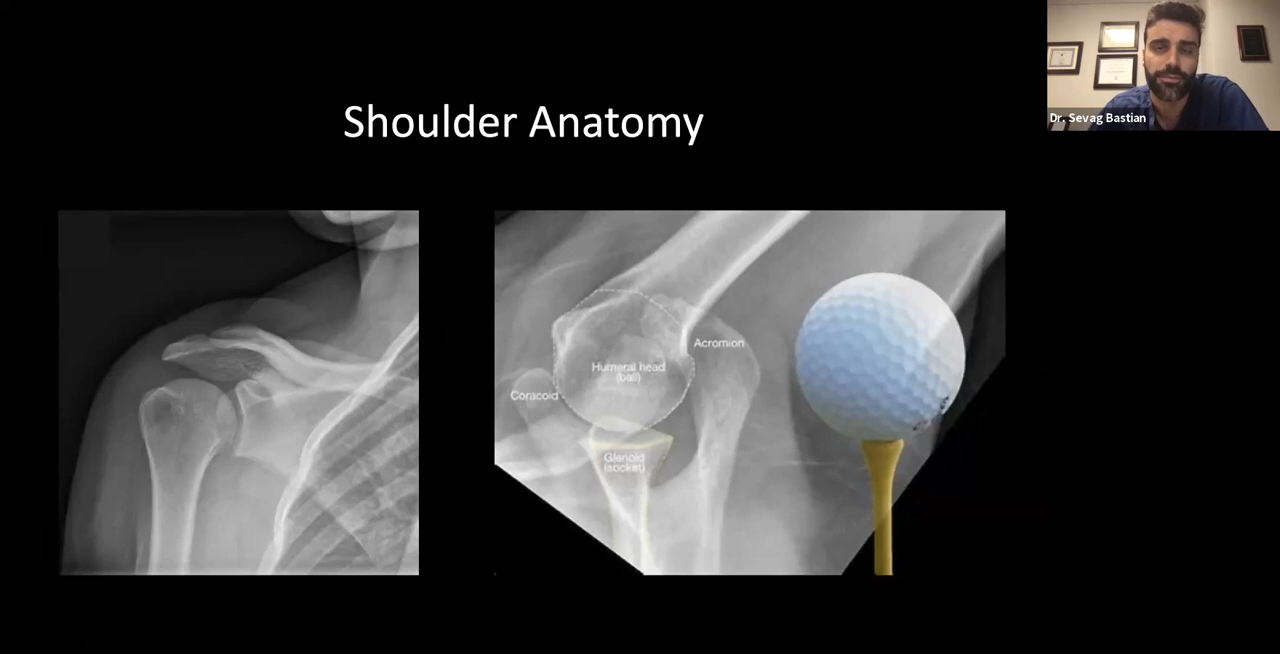 Shoulder Anatomy
Dr. Sevag Bastian
Acromion
Humeral head
(ball)
Coracoid
Glenoid
(socket)